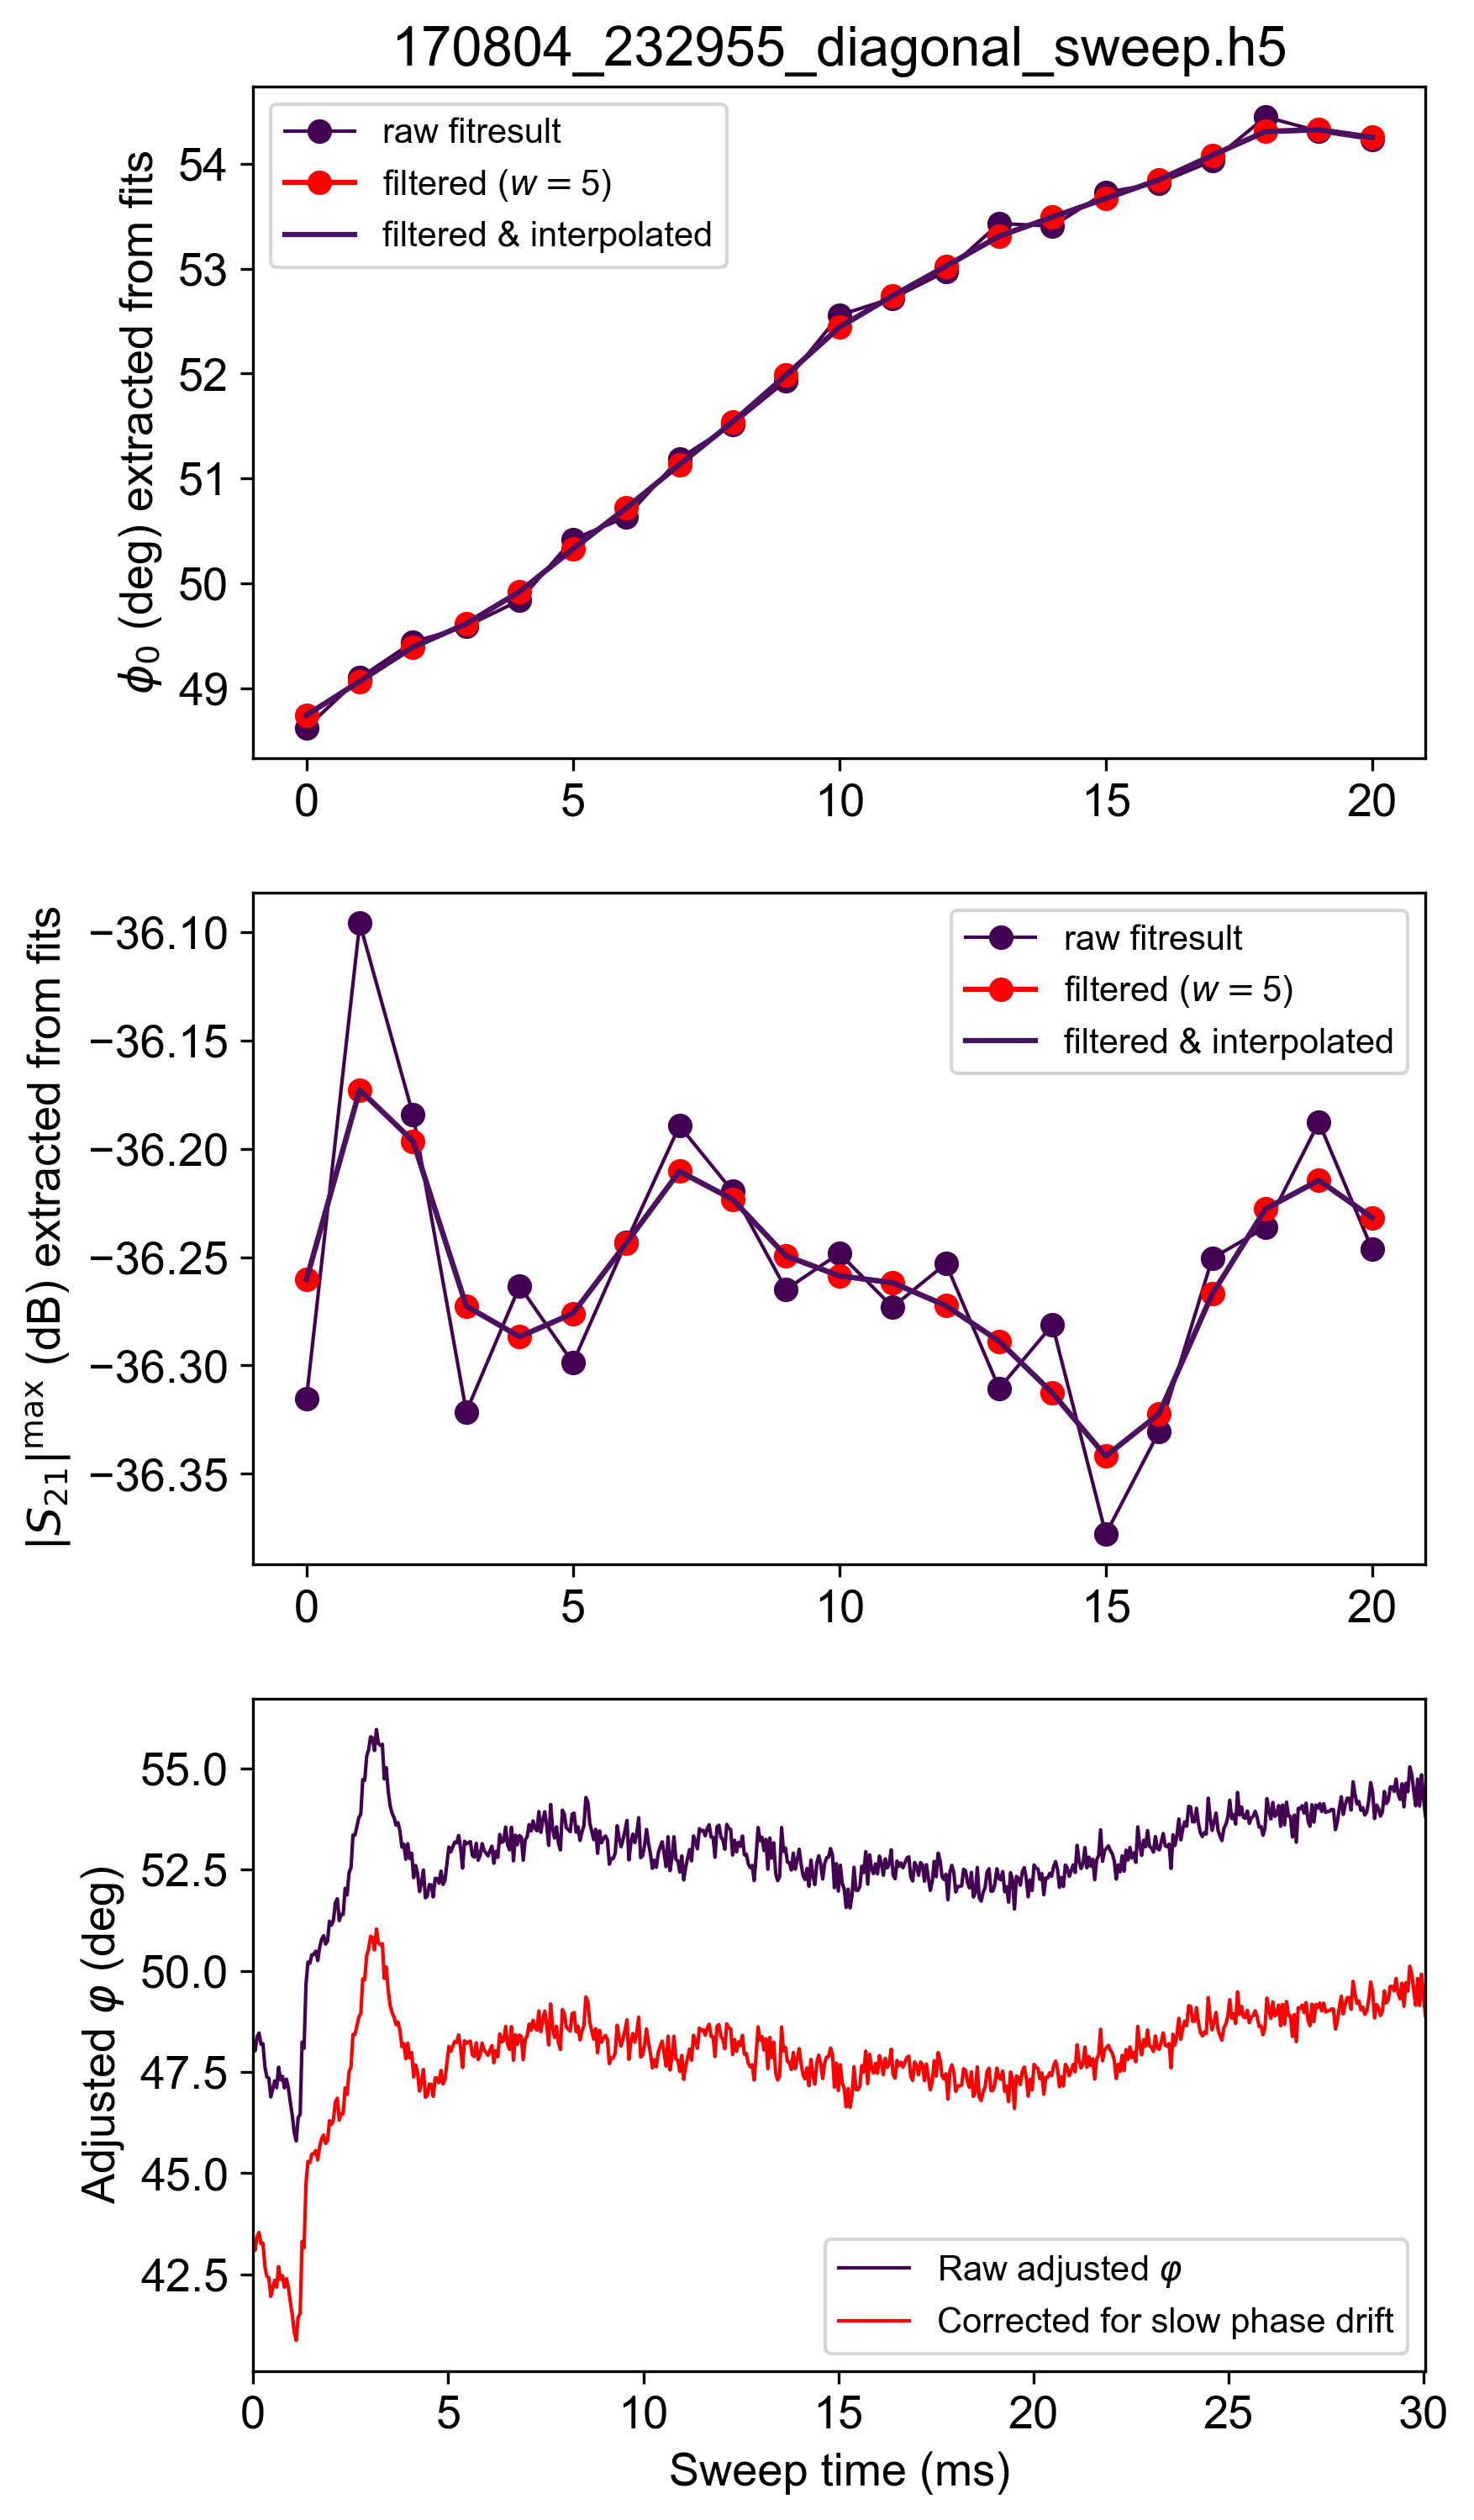 170804_232955_diagonal_sweep.h5
raw fitresult
filtered (w = 5)
filtered & interpolated
ϕ₀ (deg) extracted from fits
54
53
52
51
50
49
0 5 10 15 20
raw fitresult
filtered (w = 5)
filtered & interpolated
|S₂₁|ᵐᵃˣ (dB) extracted from fits
−36.10
−36.15
−36.20
−36.25
−36.30
−36.35
0 5 10 15 20
Adjusted φ (deg)
55.0
52.5
50.0
47.5
45.0
42.5
Raw adjusted φ
Corrected for slow phase drift
0 5 10 15 20 25 30
Sweep time (ms)